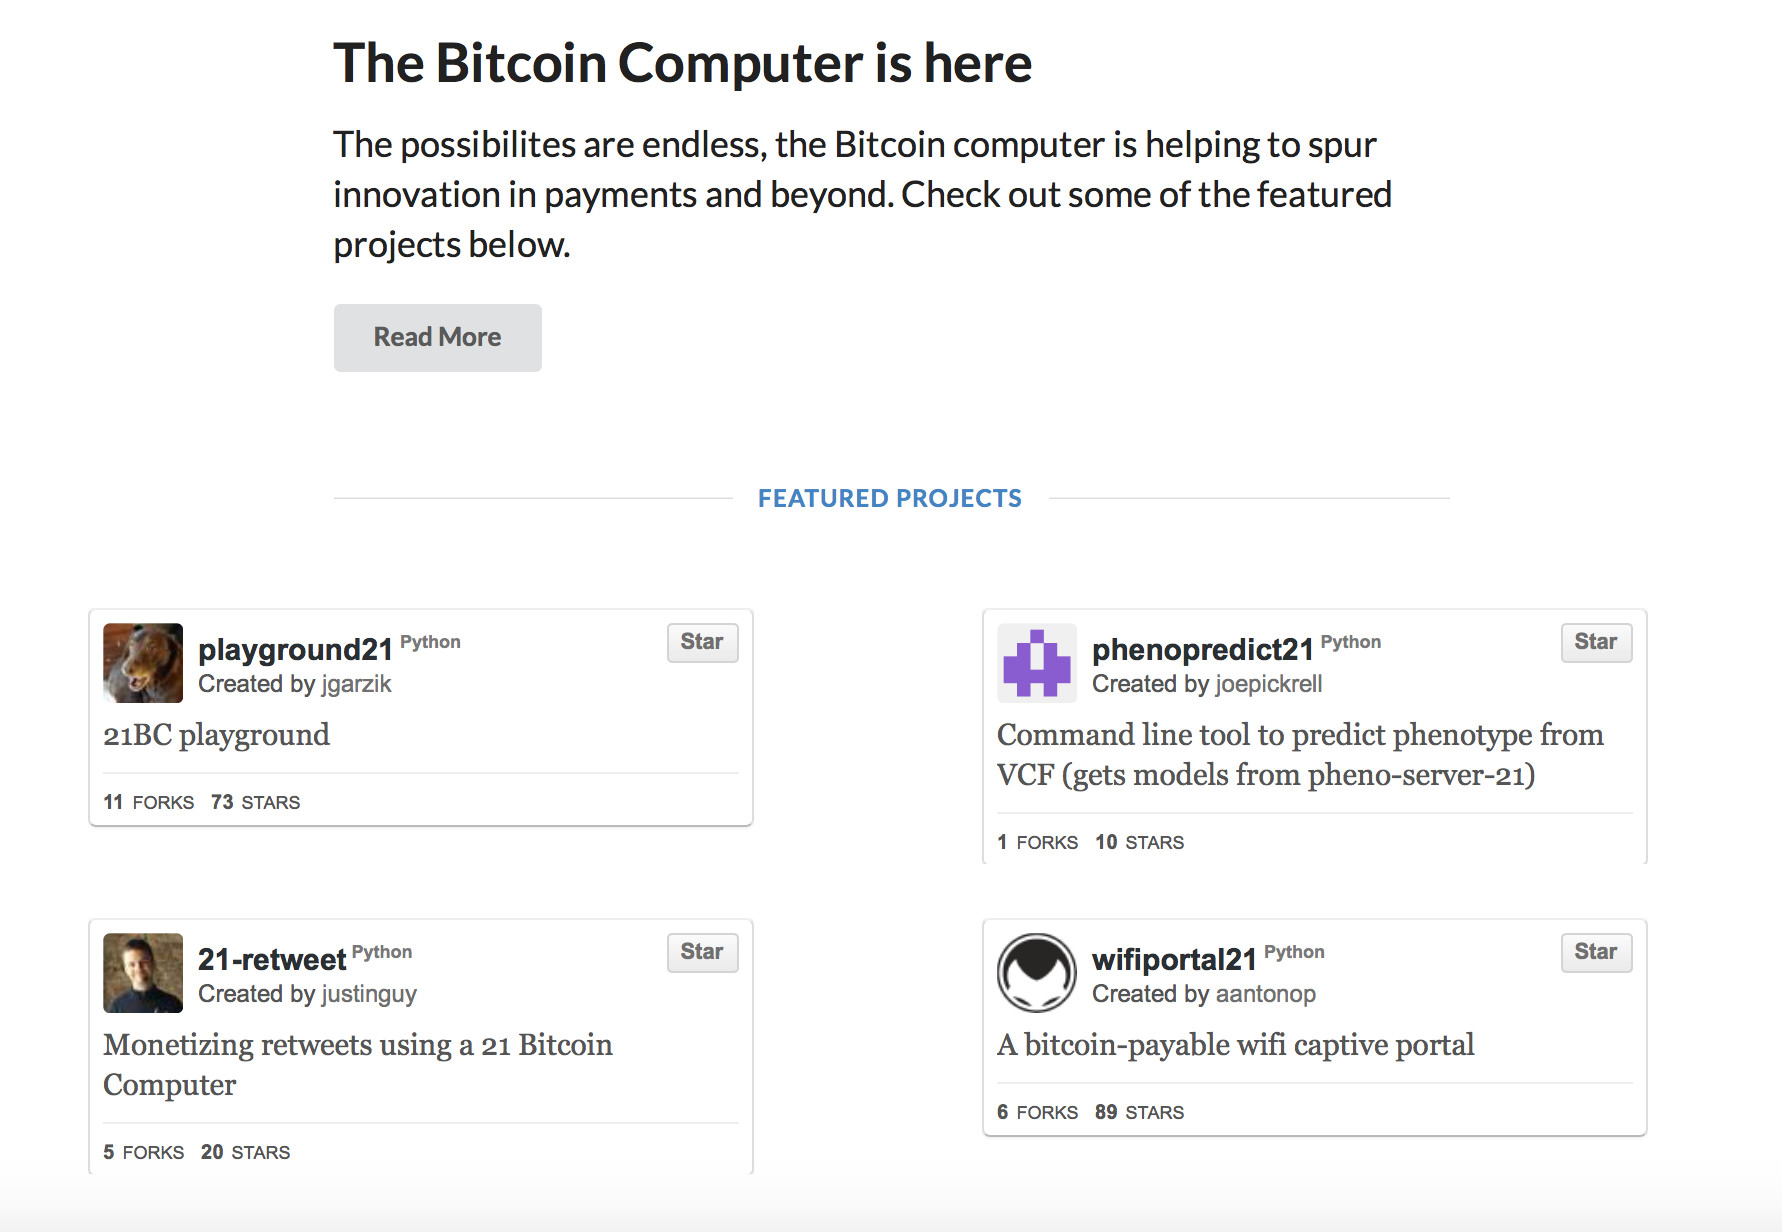 The Bitcoin Computer is here
The possibilites are endless, the Bitcoin computer is helping to spur
innovation in payments and beyond. Check out some of the featured
projects below.
Read More
FEATURED PROJECTS
playground21 Python
Star
Created by jgarzik
21BC playground
11 FORKS 73 STARS
phenopredict21 Python
Star
Created by joepickrell
Command line tool to predict phenotype from
VCF (gets models from pheno-server-21)
1 FORKS 10 STARS
21-retweet Python
Star
Created by justinguy
Monetizing retweets using a 21 Bitcoin
Computer
5 FORKS 20 STARS
wifiportal21 Python
Star
Created by aantonop
A bitcoin-payable wifi captive portal
6 FORKS 89 STARS